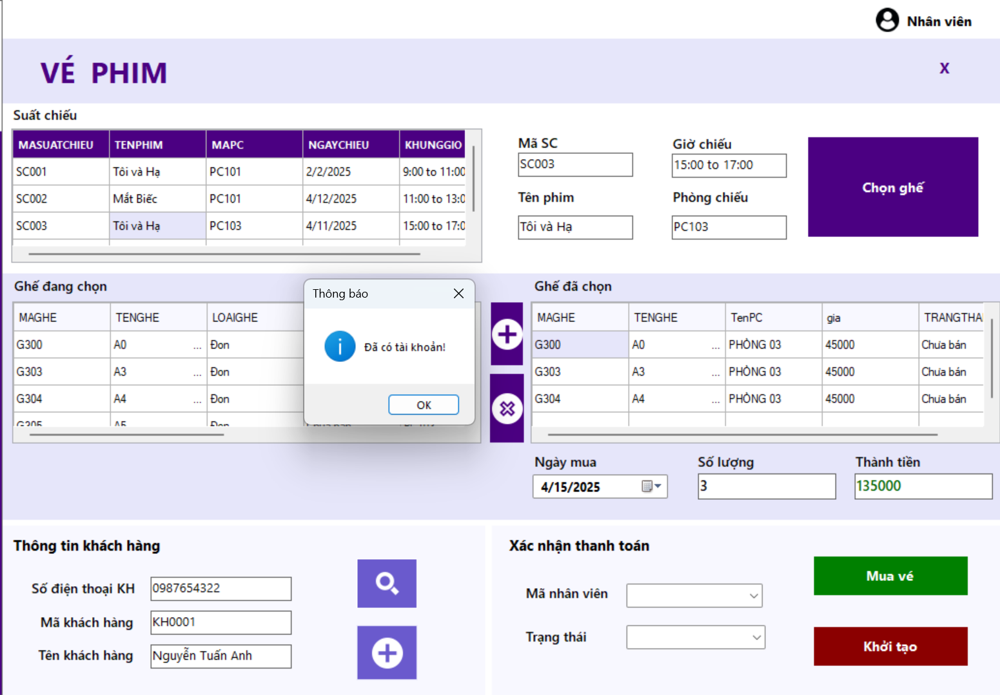 Nhân viên
VÉ PHIM
X
Suất chiếu
MASUATCHIEU TENPHIM MAPC NGAYCHIEU KHUNGGIO
SC001 Tôi và Hạ PC101 2/2/2025 9:00 to 11:00
SC002 Mắt Biếc PC101 4/12/2025 11:00 to 13:0
SC003 Tôi và Hạ PC103 4/11/2025 15:00 to 17:0
Mã SC
SC003
Giờ chiếu
15:00 to 17:00
Tên phim
Tôi và Hạ
Phòng chiếu
PC103
Chọn ghế
Ghế đang chọn
MAGHE TENGHE LOAIGHE
G300 A0 ... Đon
G303 A3 ... Đon
G304 A4 ... Đon
G305 A5 Đon
Thông báo
Đã có tài khoản!
OK
Ghế đã chọn
MAGHE TENGHE TenPC gia TRANGTHAI
G300 A0 ... PHÒNG 03 45000 Chưa bán
G303 A3 ... PHÒNG 03 45000 Chưa bán
G304 A4 ... PHÒNG 03 45000 Chưa bán
Ngày mua
4/15/2025
Số lượng
3
Thành tiền
135000
Thông tin khách hàng
Số điện thoại KH 0987654322
Mã khách hàng KH0001
Tên khách hàng Nguyễn Tuấn Anh
Xác nhận thanh toán
Mã nhân viên
Trạng thái
Mua vé
Khởi tạo